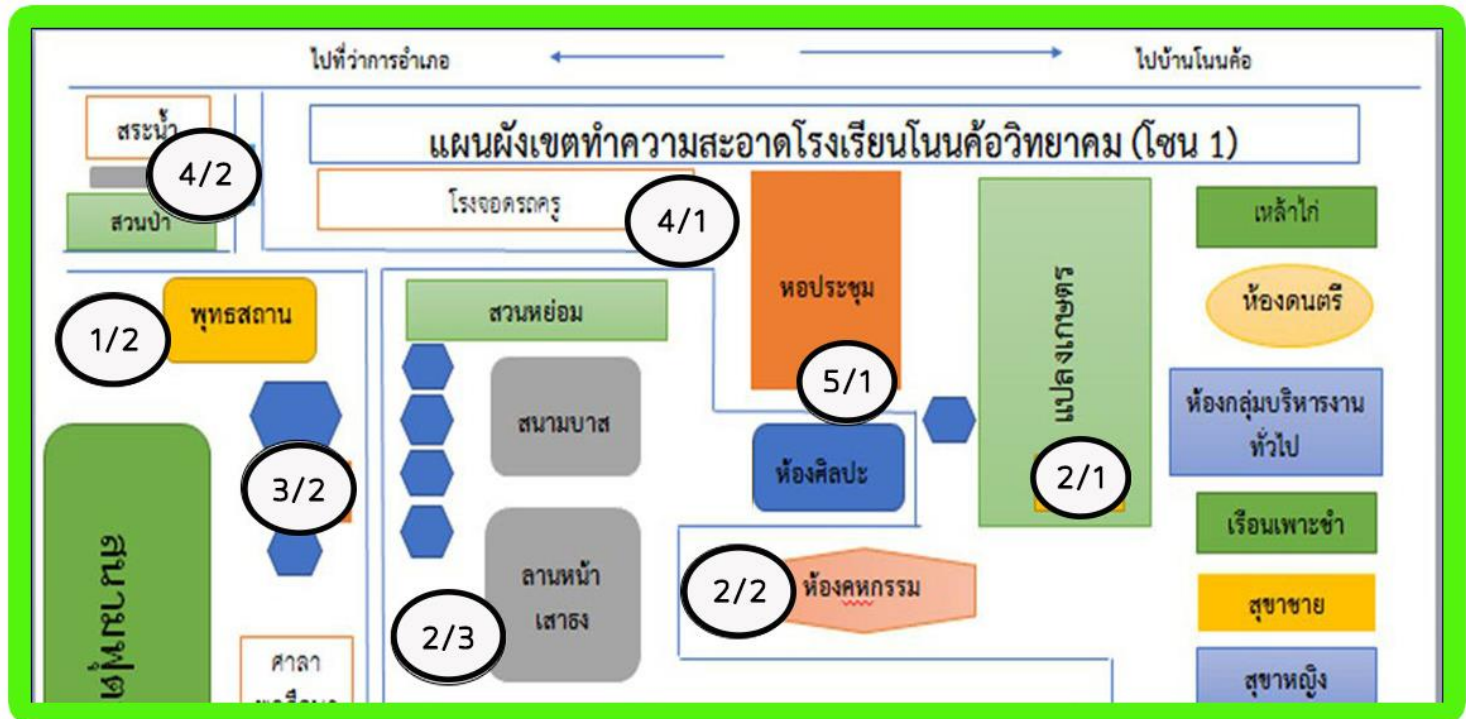 ไปที่ว่าการอำเภอ
ไปบ้านโนนค้อ
แผนผังเขตทำความสะอาดโรงเรียนโนนค้อวิทยาคม (โซน 1)
สระน้ำ
4/2
สวนป่า
โรงจอดรถครู
4/1
หอประชุม
5/1
แปลงเกษตร
2/1
เหล้าไก่
ห้องดนตรี
ห้องกลุ่มบริหารงาน
ทั่วไป
เรือนเพาะชำ
สุขาชาย
สุขาหญิง
พุทธสถาน
1/2
สวนหย่อม
สนามบาส
3/2
ห้องศิลปะ
ลานหน้า
เสาธง
2/3
2/2
ห้องคหกรรม
ศาลา